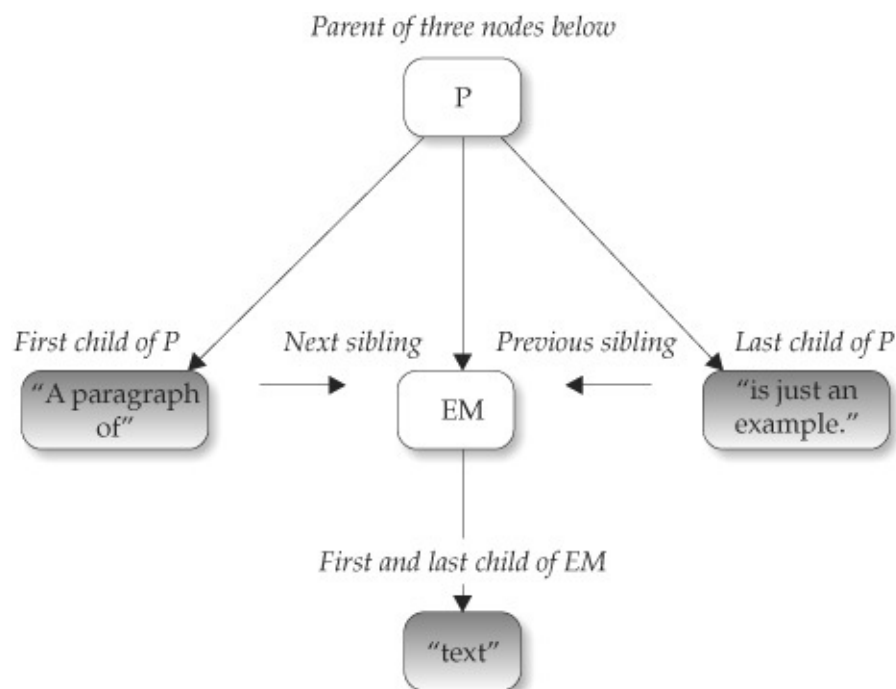 Parent of three nodes below
P
First child of P
Next sibling
Previous sibling
Last child of P
“A paragraph
of”
EM
“is just an
example.”
First and last child of EM
“text”